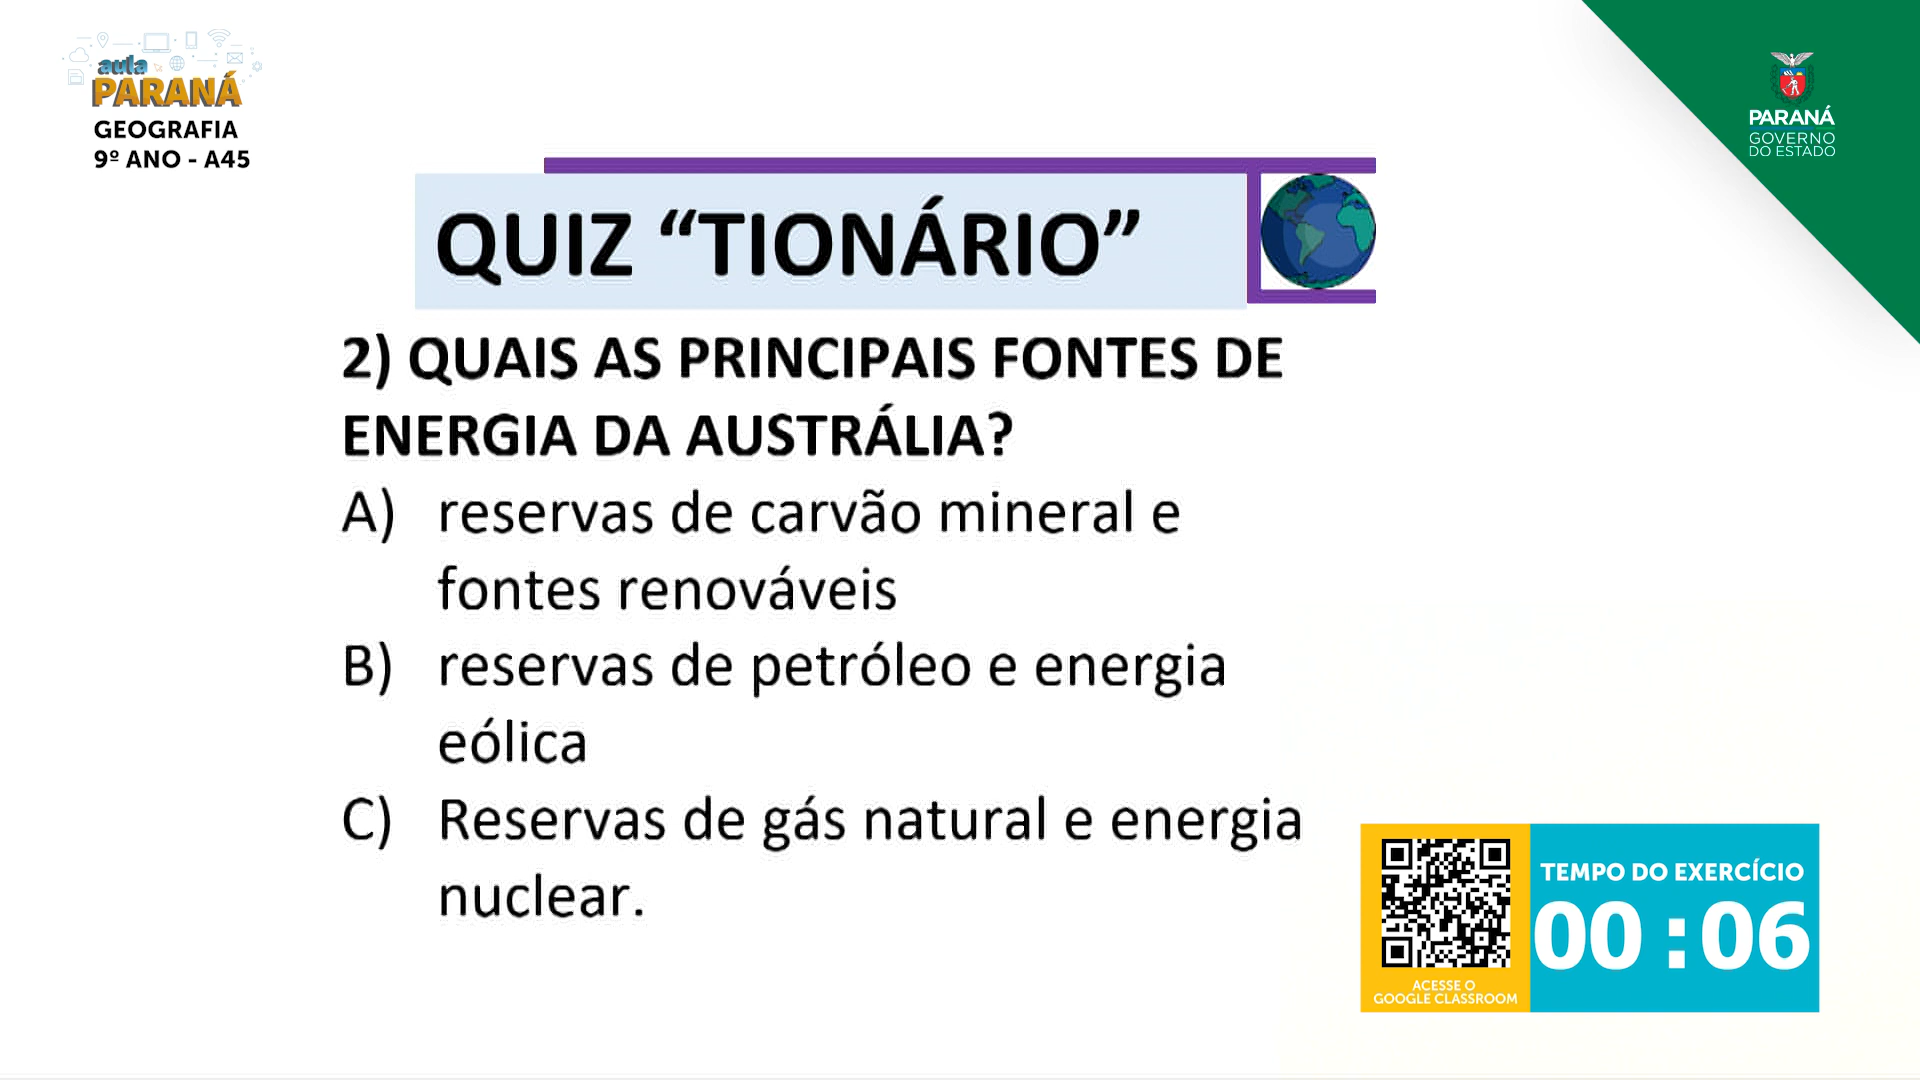 aula
PARANÁ
GEOGRAFIA
9º ANO - A45
PARANÁ
GOVERNO
DO ESTADO
QUIZ “TIONÁRIO”
2) QUAIS AS PRINCIPAIS FONTES DE
ENERGIA DA AUSTRÁLIA?
A) reservas de carvão mineral e
fontes renováveis
B) reservas de petróleo e energia
eólica
C) Reservas de gás natural e energia
nuclear.
TEMPO DO EXERCÍCIO
00 :06
ACESSE O
GOOGLE CLASSROOM